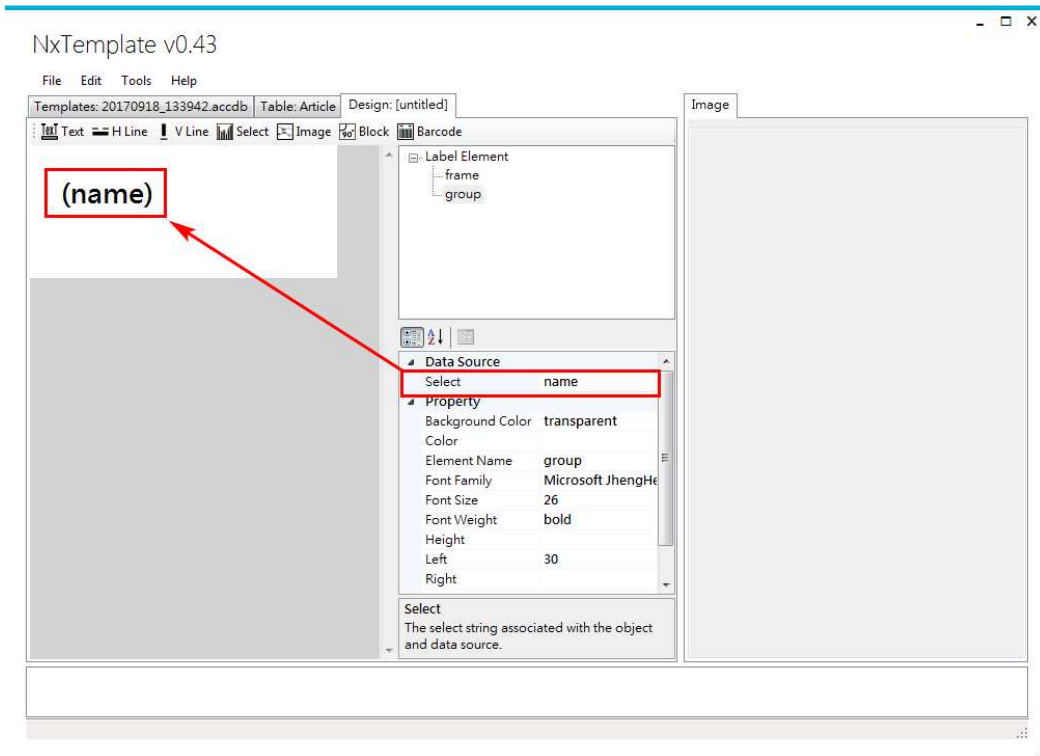 NxTemplate v0.43
File Edit Tools Help
Templates: 20170918_133942.accdb Table: Article Design: [untitled] Image
Text H Line V Line Select Image Block Barcode
(name)
Label Element
frame
group
Data Source
Select name
Property
Background Color transparent
Color
Element Name group
Font Family Microsoft JhengHe
Font Size 26
Font Weight bold
Height
Left 30
Right
Select
The select string associated with the object
and data source.